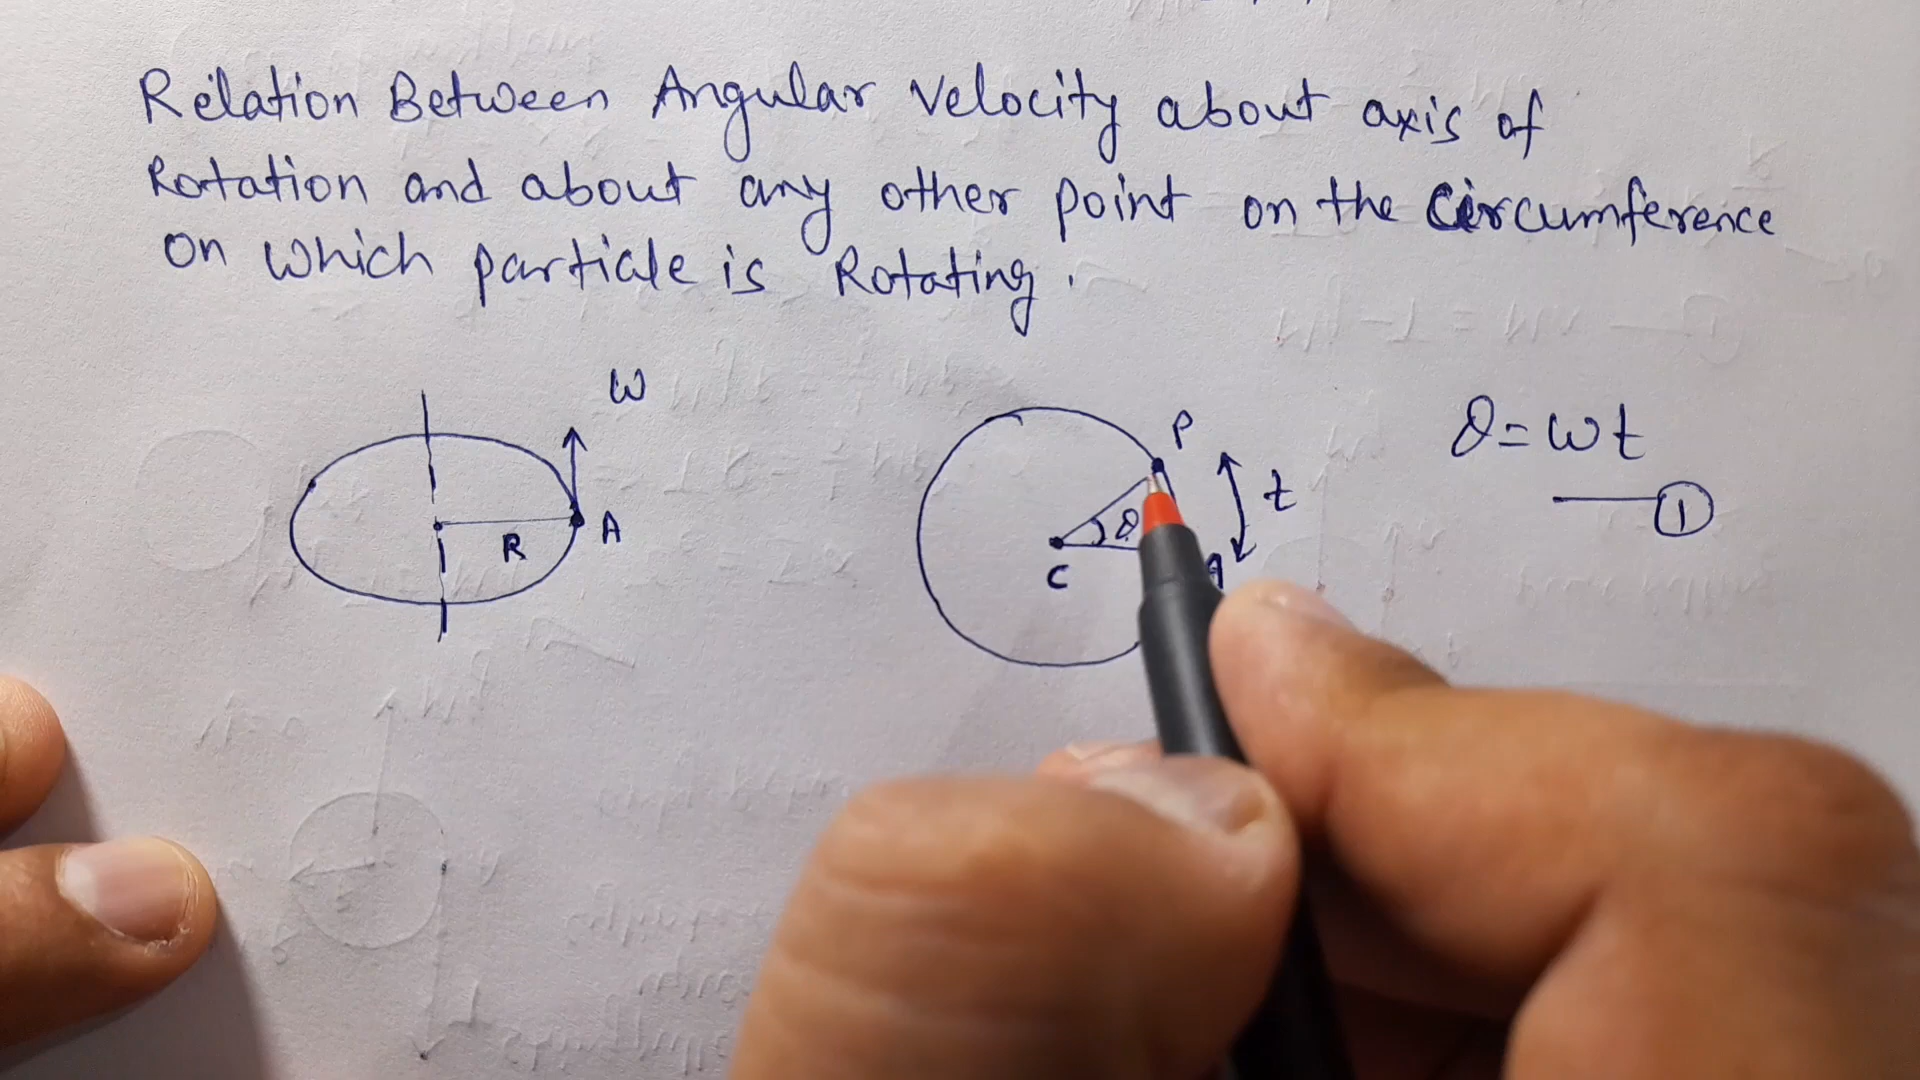 Relation Between Angular Velocity about axis of
Rotation and about any other point on the Circumference
on which particle is Rotating.
ω
R
A
P
θ
t
C
θ = ωt
1